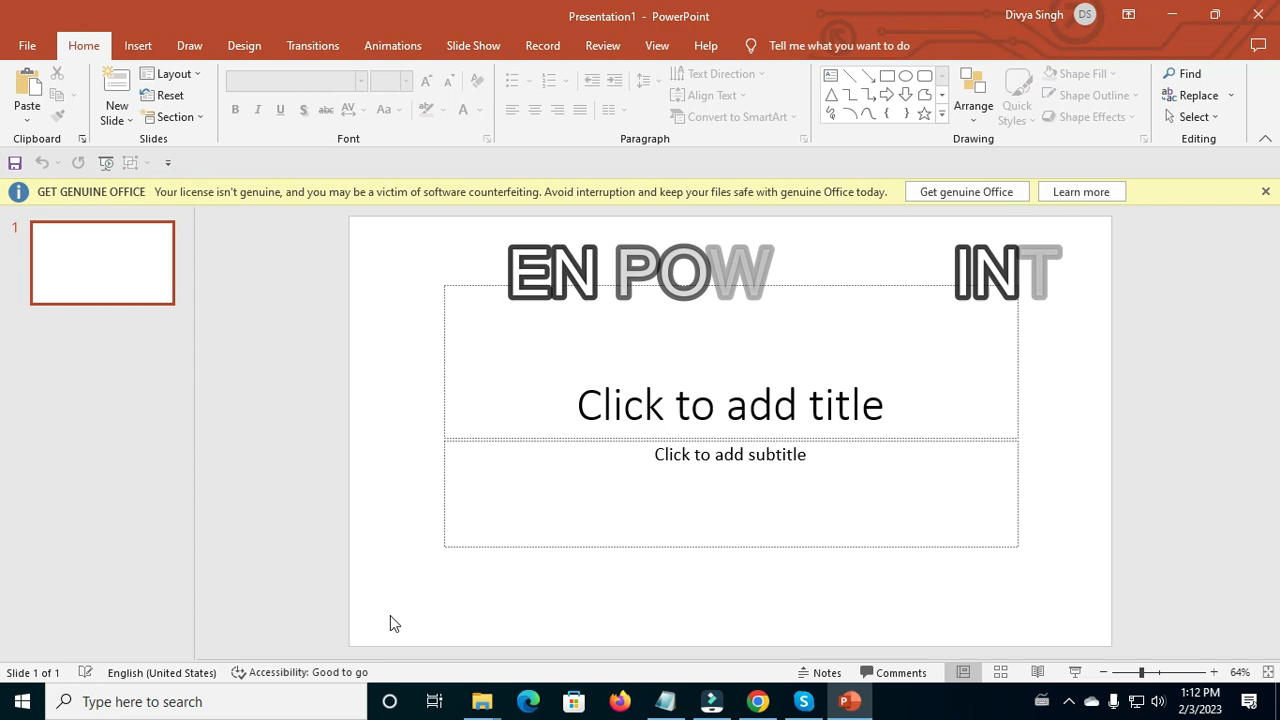 Presentation1 - PowerPoint
Divya Singh DS
File Home Insert Draw Design Transitions Animations Slide Show Record Review View Help Tell me what you want to do
Paste
Clipboard
New Slide
Layout
Reset
Section
Slides
B I U S abc AV Aa A
Font
Text Direction
Align Text
Convert to SmartArt
Paragraph
Arrange
Quick Styles
Shape Fill
Shape Outline
Shape Effects
Drawing
Find
Replace
Select
Editing
GET GENUINE OFFICE Your license isn't genuine, and you may be a victim of software counterfeiting. Avoid interruption and keep your files safe with genuine Office today. Get genuine Office Learn more
1
EN POW INT
Click to add title
Click to add subtitle
Slide 1 of 1 English (United States) Accessibility: Good to go Notes Comments 64%
Type here to search
1:12 PM
2/3/2023